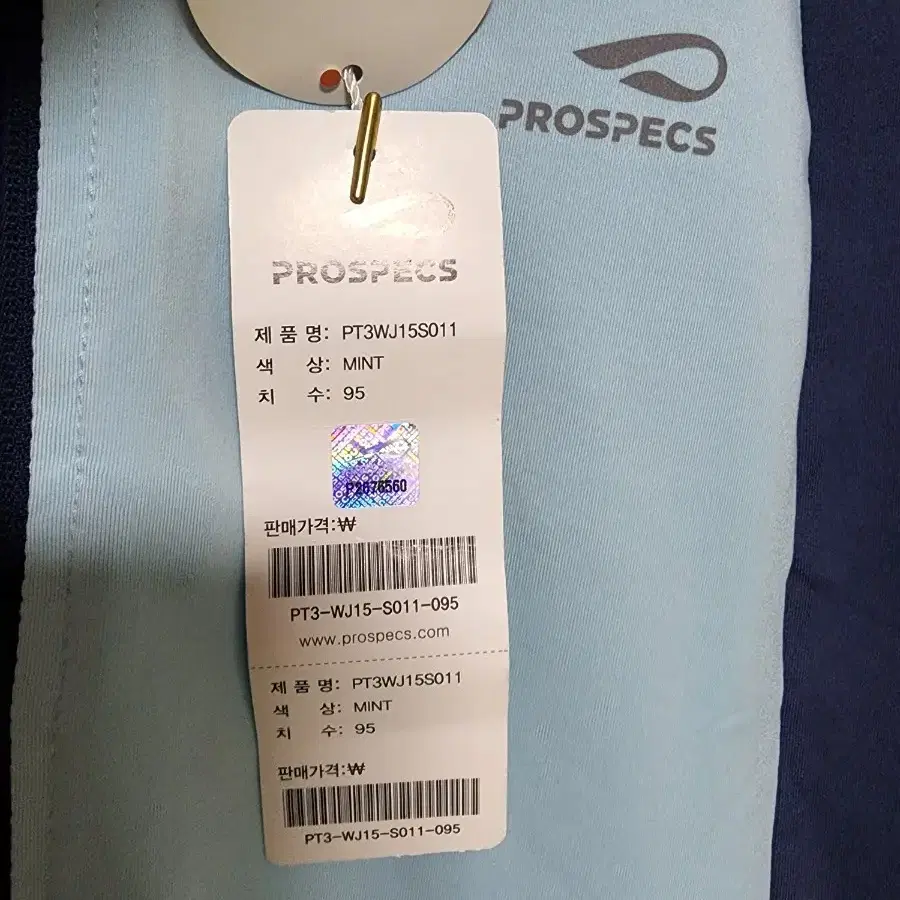 PROSPECS
PROSPECS
제 품 명: PT3WJ15S011
색 상: MINT
치 수: 95
P2676560
판매가격:₩
PT3-WJ15-S011-095
www.prospecs.com
제 품 명: PT3WJ15S011
색 상: MINT
치 수: 95
판매가격:₩
PT3-WJ15-S011-095